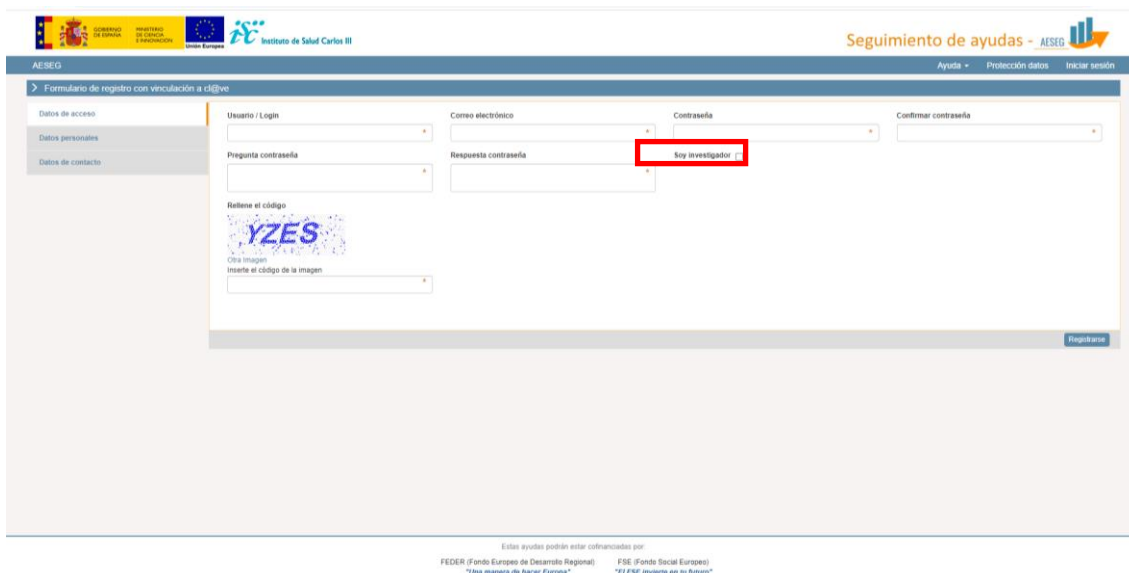 GOBIERNO DE ESPAÑA
MINISTERIO DE CIENCIA E INNOVACIÓN
Unión Europea
isc Instituto de Salud Carlos III
Seguimiento de ayudas - AESEG
AESEG
Ayuda
Protección datos
Iniciar sesión
Formulario de registro con vinculación a cl@ve
Datos de acceso
Datos personales
Datos de contacto
Usuario / Login
Correo electrónico
Contraseña
Confirmar contraseña
*
*
*
*
Pregunta contraseña
Respuesta contraseña
Soy investigador
*
*
Rellene el código
YZES
Otra Imagen
Inserte el código de la imagen
*
Registrarse
Estas ayudas podrán estar cofinanciadas por
FEDER (Fondo Europeo de Desarrollo Regional)
FSE (Fondo Social Europeo)
"Una manera de hacer Europa"
"El FSE invierte en tu futuro"